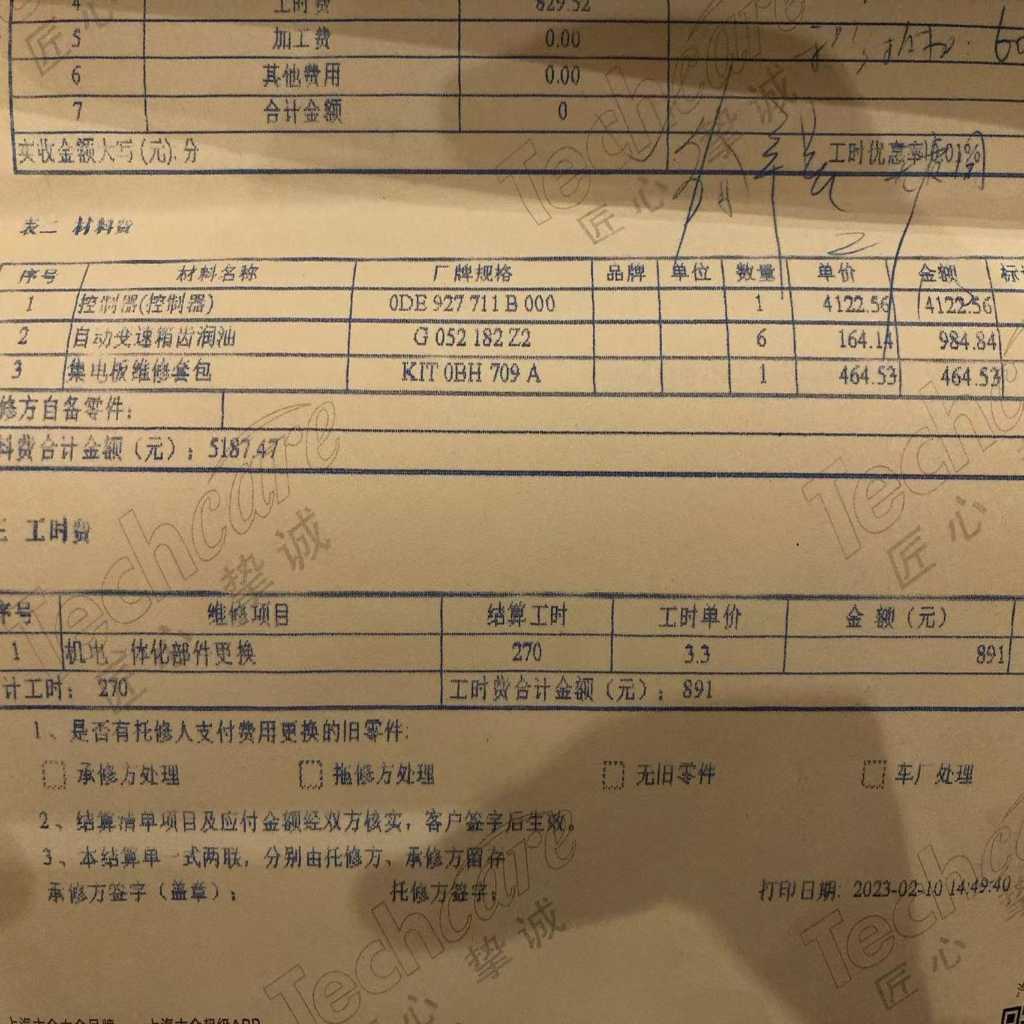 4 工时费 829.52
5 加工费 0.00
6 其他费用 0.00
7 合计金额 0
实收金额大写(元).分 工时优惠率
表二 材料费
序号 材料名称 厂牌规格 品牌 单位 数量 单价 金额 标
1 控制器(控制器) 0DE 927 711 B 000 1 4122.56 4122.56
2 自动变速箱齿润油 G 052 182 Z2 6 164.14 984.84
3 集电板维修套包 KIT 0BH 709 A 1 464.53 464.53
修方自备零件:
料费合计金额(元): 5187.47
三 工时费
序号 维修项目 结算工时 工时单价 金 额(元)
1 机电一体化部件更换 270 3.3 891
计工时: 270 工时费合计金额(元): 891
1、是否有托修人支付费用更换的旧零件:
承修方处理 拖修方处理 无旧零件 车厂处理
2、结算清单项目及应付金额经双方核实,客户签字后生效。
3、本结算单一式两联,分别由托修方、承修方留存
承修方签字(盖章): 托修方签字: 打印日期: 2023-02-10 14:49:40
Techcare 匠心 挚诚